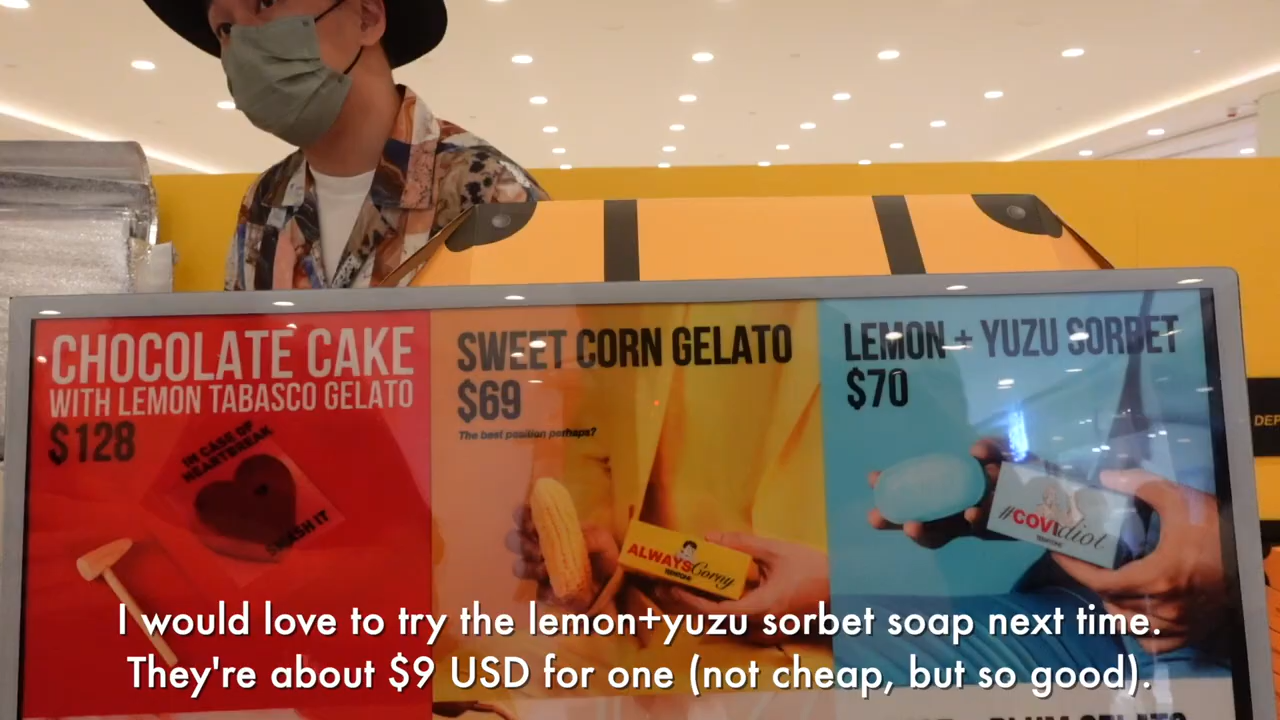 CHOCOLATE CAKE
WITH LEMON TABASCO GELATO
$128
IN CASE OF
HEARTBREAK
SMASH IT
SWEET CORN GELATO
$69
The best position perhaps?
ALWAYS Corny
LEMON + YUZU SORBET
$70
#COVIdiot
DEP
I would love to try the lemon+yuzu sorbet soap next time.
They're about $9 USD for one (not cheap, but so good).